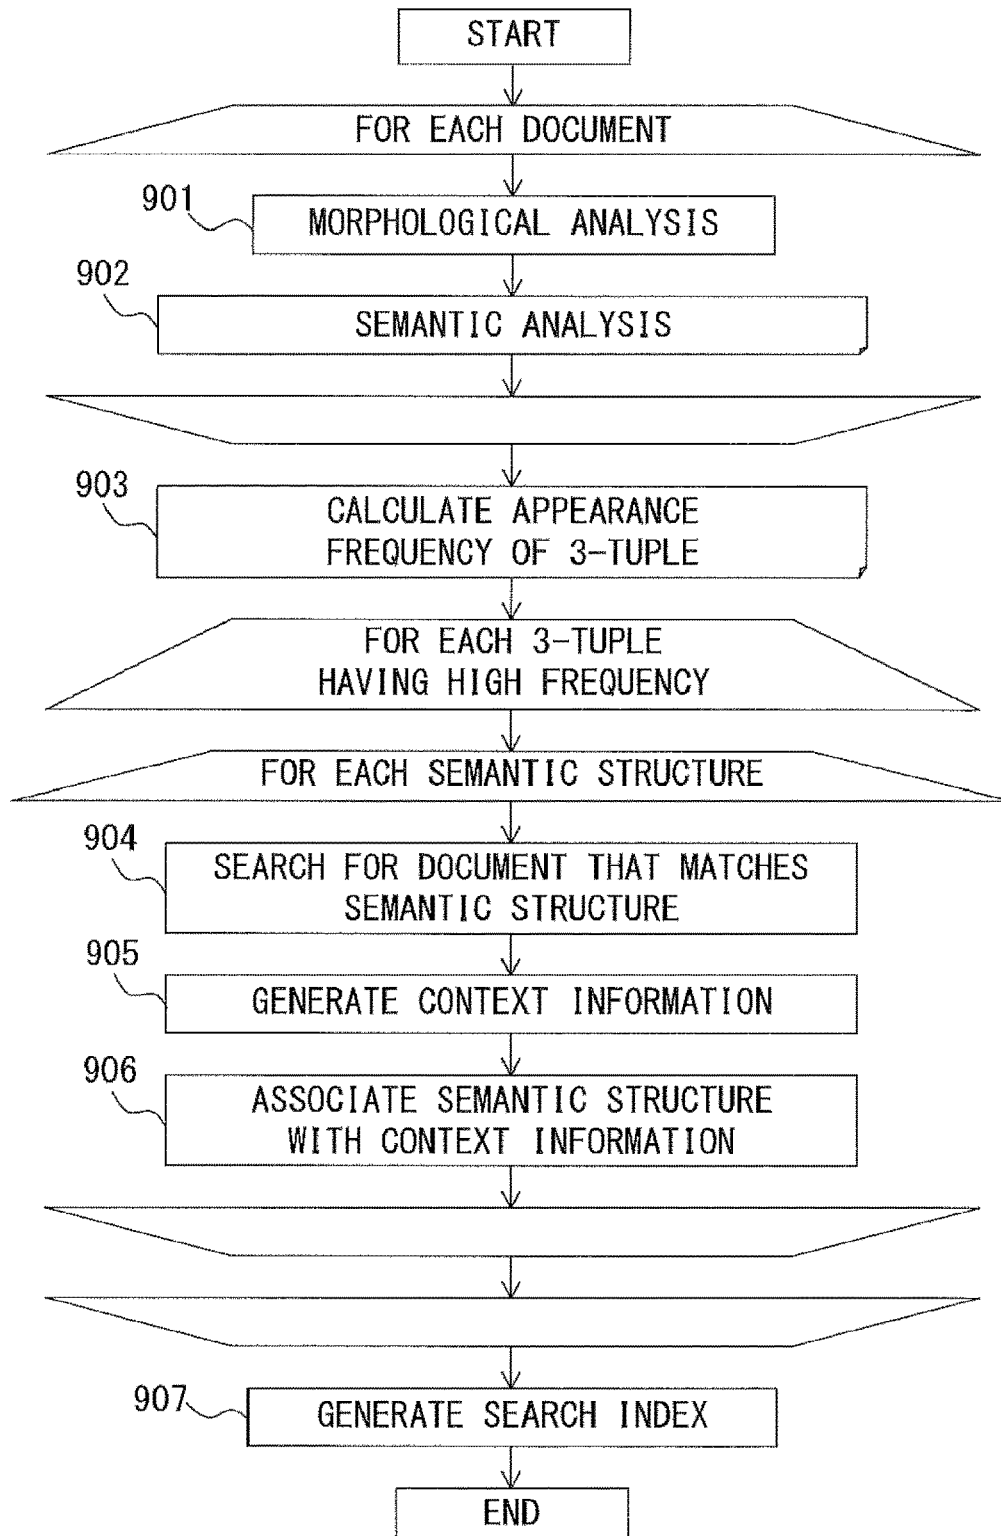 START
FOR EACH DOCUMENT
901
MORPHOLOGICAL ANALYSIS
902
SEMANTIC ANALYSIS
903
CALCULATE APPEARANCE
FREQUENCY OF 3-TUPLE
FOR EACH 3-TUPLE
HAVING HIGH FREQUENCY
FOR EACH SEMANTIC STRUCTURE
904
SEARCH FOR DOCUMENT THAT MATCHES
SEMANTIC STRUCTURE
905
GENERATE CONTEXT INFORMATION
906
ASSOCIATE SEMANTIC STRUCTURE
WITH CONTEXT INFORMATION
907
GENERATE SEARCH INDEX
END